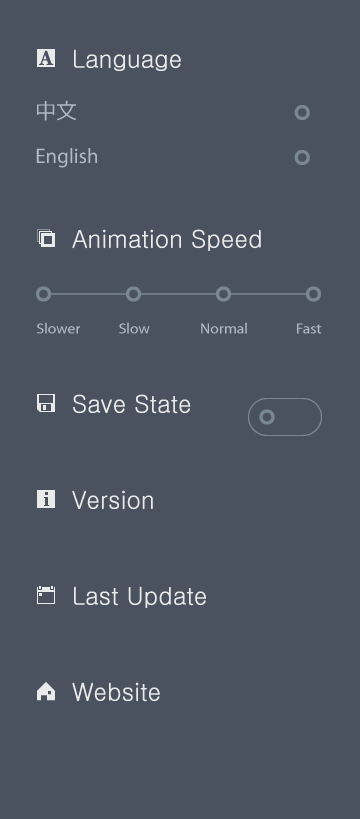 Language
中文
English
Animation Speed
Slower Slow Normal Fast
Save State
Version
Last Update
Website